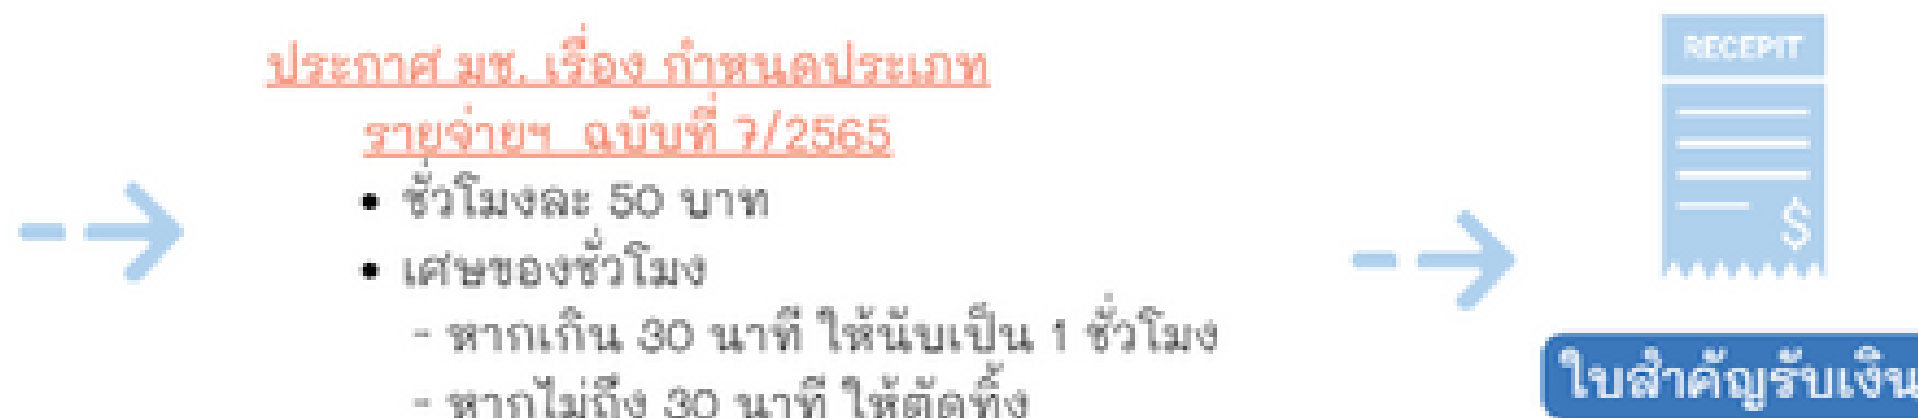 ประกาศ มช. เรื่อง กำหนดประเภท
รายจ่ายฯ ฉบับที่ 7/2565
• ชั่วโมงละ 50 บาท
• เศษของชั่วโมง
- หากเกิน 30 นาที ให้นับเป็น 1 ชั่วโมง
- หากไม่ถึง 30 นาที ให้ตัดทิ้ง
RECEPIT
$
ใบสำคัญรับเงิน